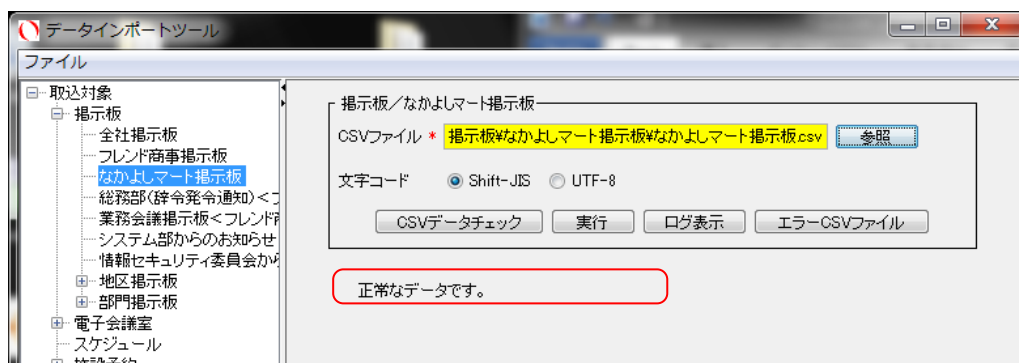 データインポートツール
ファイル
取込対象
掲示板
全社掲示板
フレンド商事掲示板
なかよしマート掲示板
総務部(辞令発令通知)<フ
業務会議掲示板<フレンド商
システム部からのお知らせ
情報セキュリティ委員会か
地区掲示板
部門掲示板
電子会議室
スケジュール
施設予約
掲示板/なかよしマート掲示板
CSVファイル * 掲示板¥なかよしマート掲示板¥なかよしマート掲示板.csv 参照
文字コード Shift-JIS UTF-8
CSVデータチェック 実行 ログ表示 エラーCSVファイル
正常なデータです。